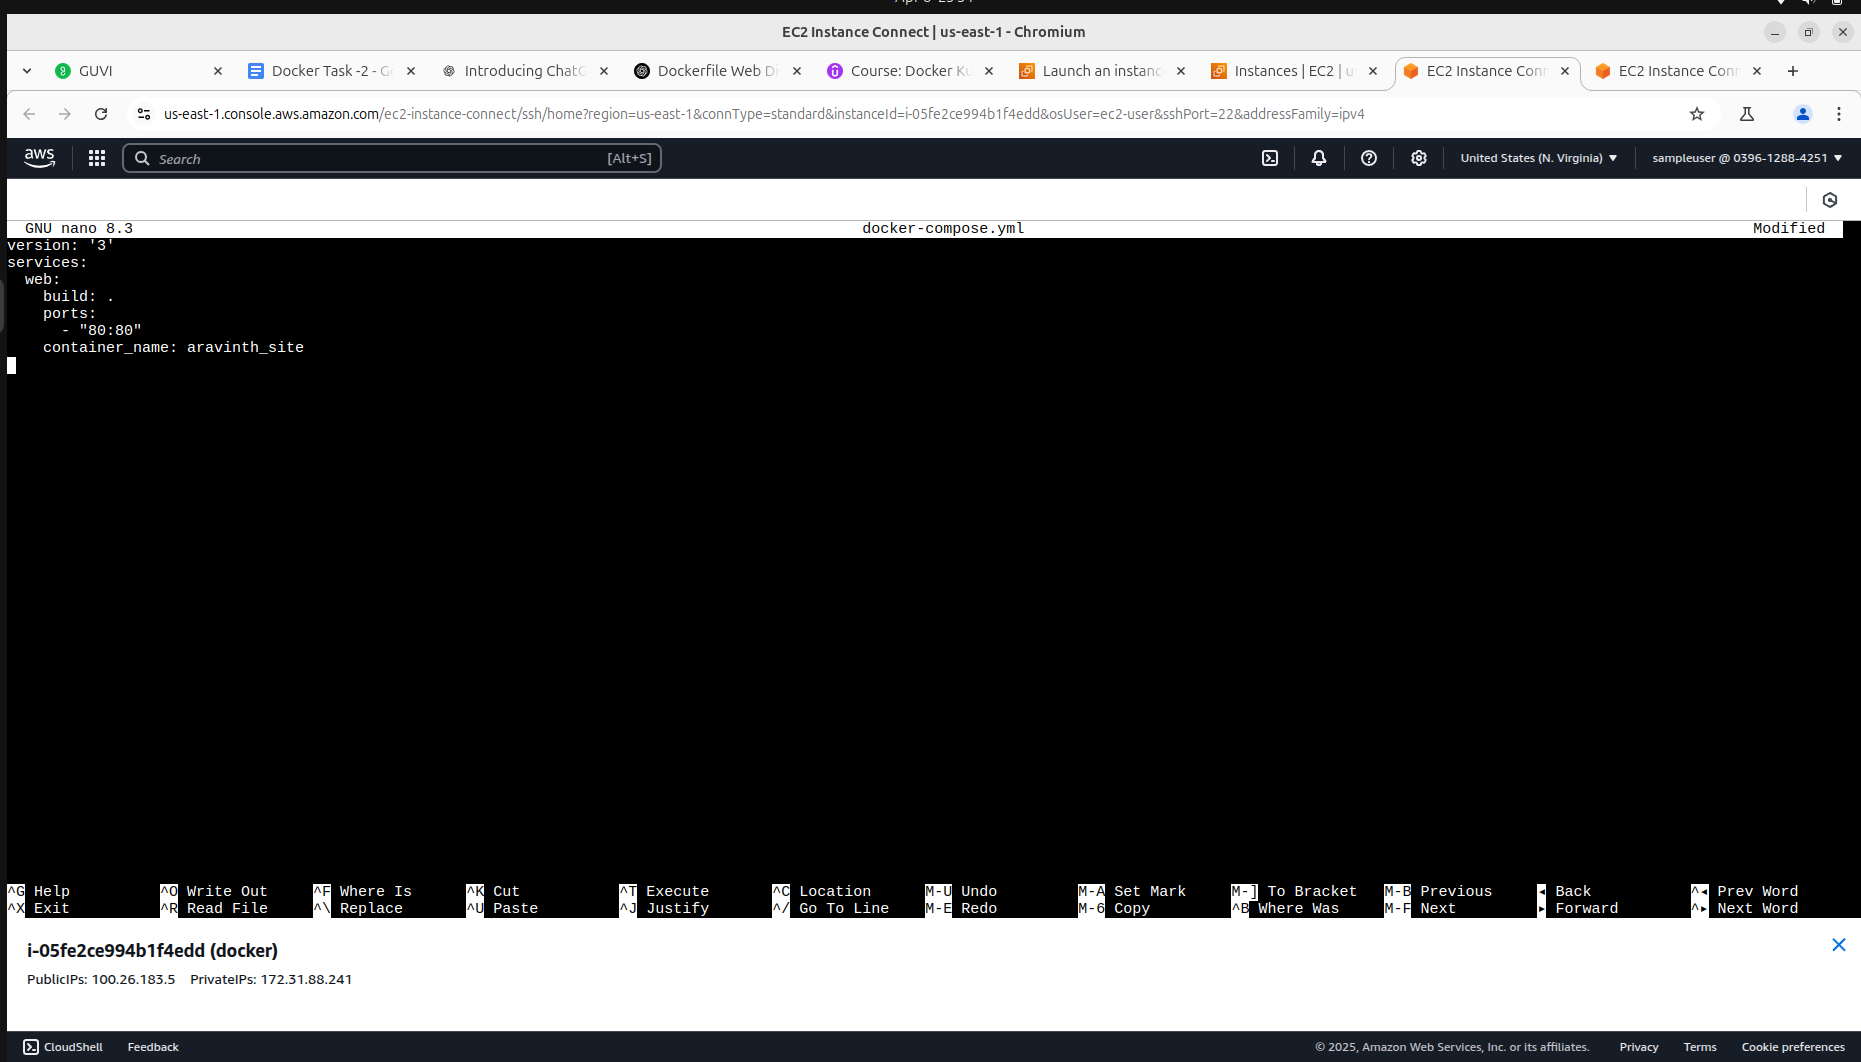 EC2 Instance Connect | us-east-1 - Chromium
GUVI
Docker Task -2 - G
Introducing Chat
Dockerfile Web D
Course: Docker Ku
Launch an instanc
Instances | EC2 | u
EC2 Instance Con
EC2 Instance Con
us-east-1.console.aws.amazon.com/ec2-instance-connect/ssh/home?region=us-east-1&connType=standard&instanceId=i-05fe2ce994b1f4edd&osUser=ec2-user&sshPort=22&addressFamily=ipv4
aws Search [Alt+S] United States (N. Virginia) sampleuser @ 0396-1288-4251
GNU nano 8.3 docker-compose.yml Modified
version: '3'
services:
  web:
    build: .
    ports:
      - "80:80"
    container_name: aravinth_site
^G Help ^O Write Out ^F Where Is ^K Cut ^T Execute ^C Location M-U Undo M-A Set Mark M-] To Bracket M-B Previous ◂ Back ^◂ Prev Word
^X Exit ^R Read File ^\ Replace ^U Paste ^J Justify ^/ Go To Line M-E Redo M-6 Copy ^B Where Was M-F Next ▸ Forward ^▸ Next Word
i-05fe2ce994b1f4edd (docker)
PublicIPs: 100.26.183.5 PrivateIPs: 172.31.88.241
CloudShell Feedback © 2025, Amazon Web Services, Inc. or its affiliates. Privacy Terms Cookie preferences